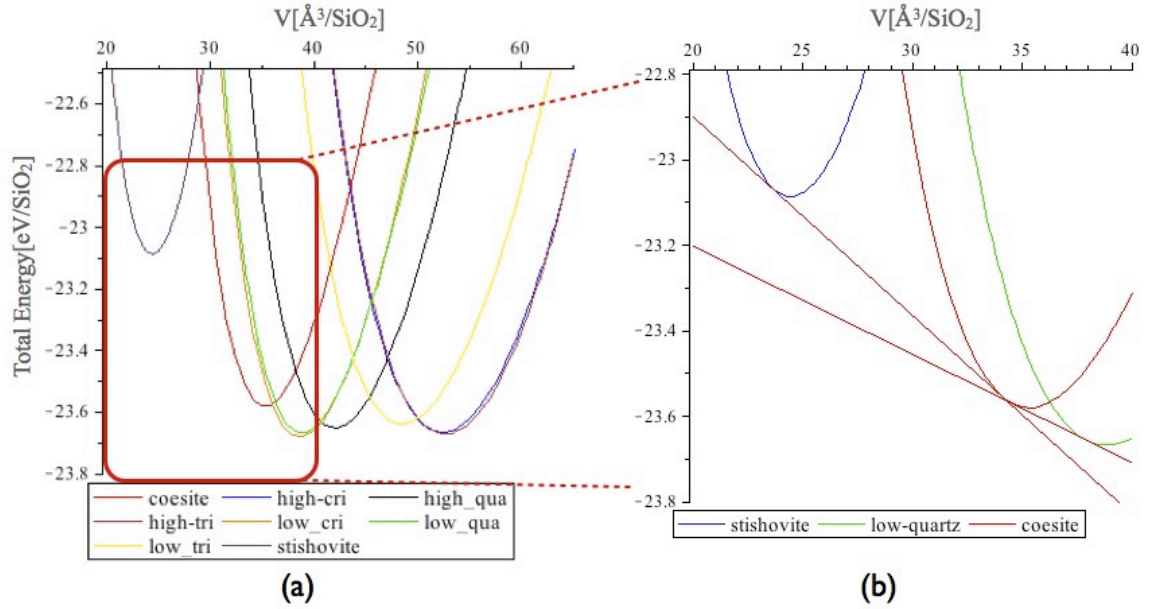 V[Å³/SiO₂]
20 30 40 50 60
Total Energy[eV/SiO₂]
-22.6
-22.8
-23
-23.2
-23.4
-23.6
-23.8
coesite high-cri high_qua
high-tri low_cri low_qua
low_tri stishovite
(a)
V[Å³/SiO₂]
20 25 30 35 40
-22.8
-23
-23.2
-23.4
-23.6
-23.8
stishovite low-quartz coesite
(b)